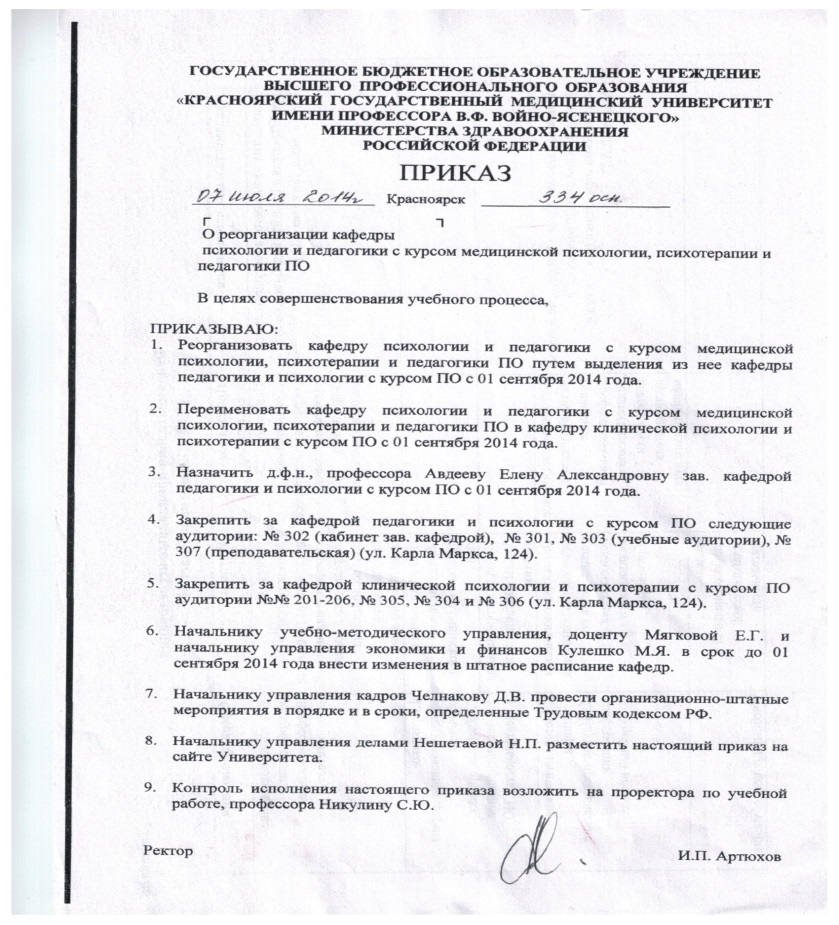 ГОСУДАРСТВЕННОЕ БЮДЖЕТНОЕ ОБРАЗОВАТЕЛЬНОЕ УЧРЕЖДЕНИЕ
ВЫСШЕГО ПРОФЕССИОНАЛЬНОГО ОБРАЗОВАНИЯ
«КРАСНОЯРСКИЙ ГОСУДАРСТВЕННЫЙ МЕДИЦИНСКИЙ УНИВЕРСИТЕТ
ИМЕНИ ПРОФЕССОРА В.Ф. ВОЙНО-ЯСЕНЕЦКОГО»
МИНИСТЕРСТВА ЗДРАВООХРАНЕНИЯ
РОССИЙСКОЙ ФЕДЕРАЦИИ
ПРИКАЗ
07 июля 2014г Красноярск 334 осн.
О реорганизации кафедры
психологии и педагогики с курсом медицинской психологии, психотерапии и
педагогики ПО
В целях совершенствования учебного процесса,
ПРИКАЗЫВАЮ:
1. Реорганизовать кафедру психологии и педагогики с курсом медицинской
психологии, психотерапии и педагогики ПО путем выделения из нее кафедры
педагогики и психологии с курсом ПО с 01 сентября 2014 года.
2. Переименовать кафедру психологии и педагогики с курсом медицинской
психологии, психотерапии и педагогики ПО в кафедру клинической психологии и
психотерапии с курсом ПО с 01 сентября 2014 года.
3. Назначить д.ф.н., профессора Авдееву Елену Александровну зав. кафедрой
педагогики и психологии с курсом ПО с 01 сентября 2014 года.
4. Закрепить за кафедрой педагогики и психологии с курсом ПО следующие
аудитории: № 302 (кабинет зав. кафедрой), № 301, № 303 (учебные аудитории), №
307 (преподавательская) (ул. Карла Маркса, 124).
5. Закрепить за кафедрой клинической психологии и психотерапии с курсом ПО
аудитории №№ 201-206, № 305, № 304 и № 306 (ул. Карла Маркса, 124).
6. Начальнику учебно-методического управления, доценту Мягковой Е.Г. и
начальнику управления экономики и финансов Кулешко М.Я. в срок до 01
сентября 2014 года внести изменения в штатное расписание кафедр.
7. Начальнику управления кадров Челнакову Д.В. провести организационно-штатные
мероприятия в порядке и в сроки, определенные Трудовым кодексом РФ.
8. Начальнику управления делами Нешетаевой Н.П. разместить настоящий приказ на
сайте Университета.
9. Контроль исполнения настоящего приказа возложить на проректора по учебной
работе, профессора Никулину С.Ю.
Ректор И.П. Артюхов